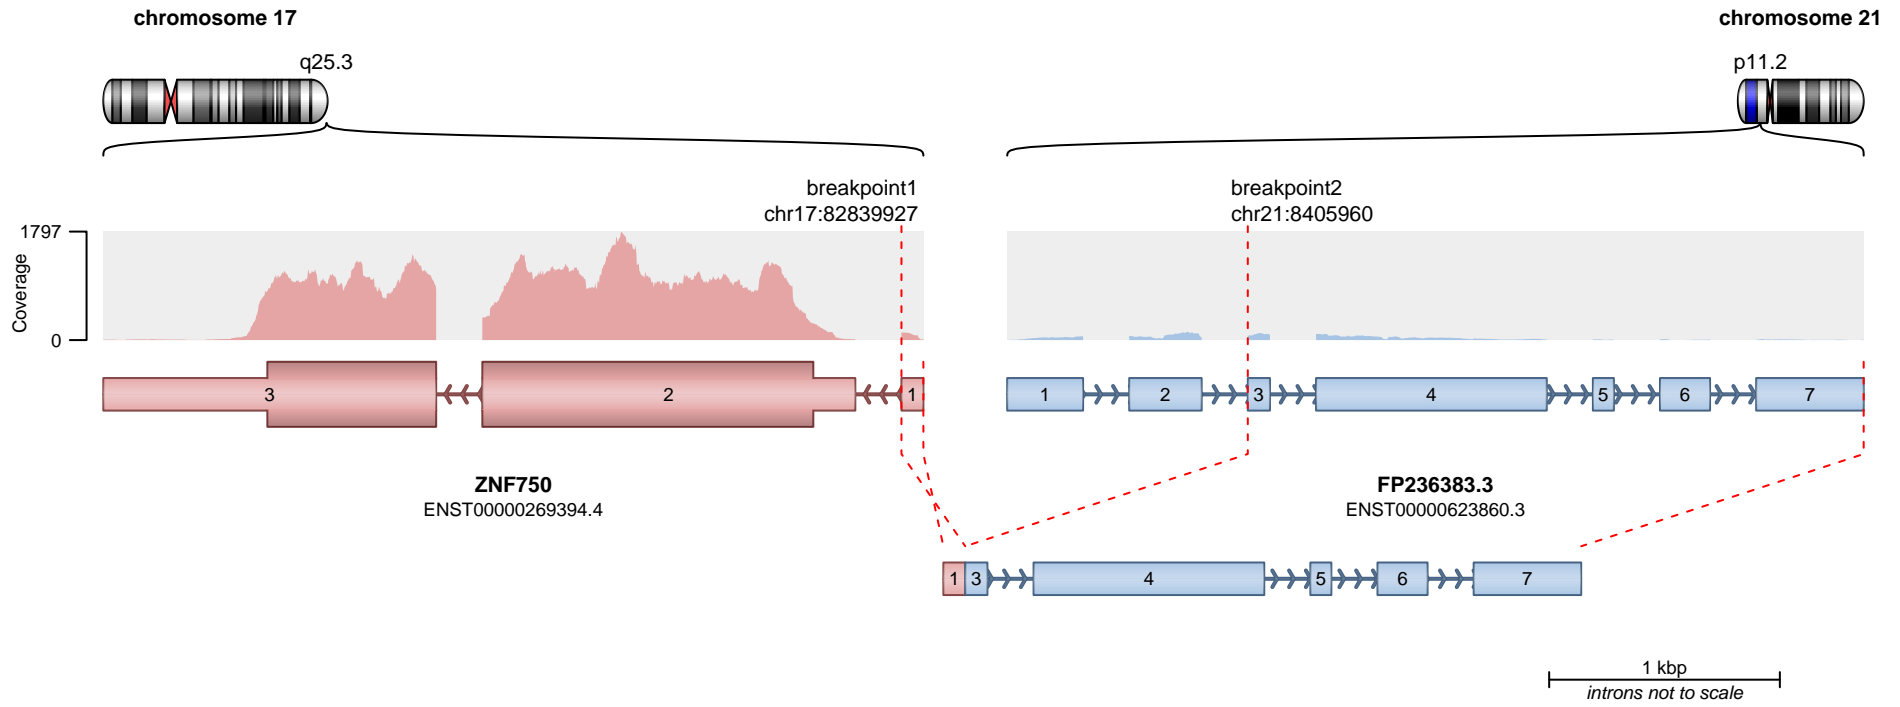 chromosome 17
chromosome 21
q25.3
p11.2
breakpoint1
chr17:82839927
breakpoint2
chr21:8405960
1797
Coverage
0
3
2
1
1
2
3
4
5
6
7
ZNF750
ENST00000269394.4
FP236383.3
ENST00000623860.3
1
3
4
5
6
7
1 kbp
introns not to scale